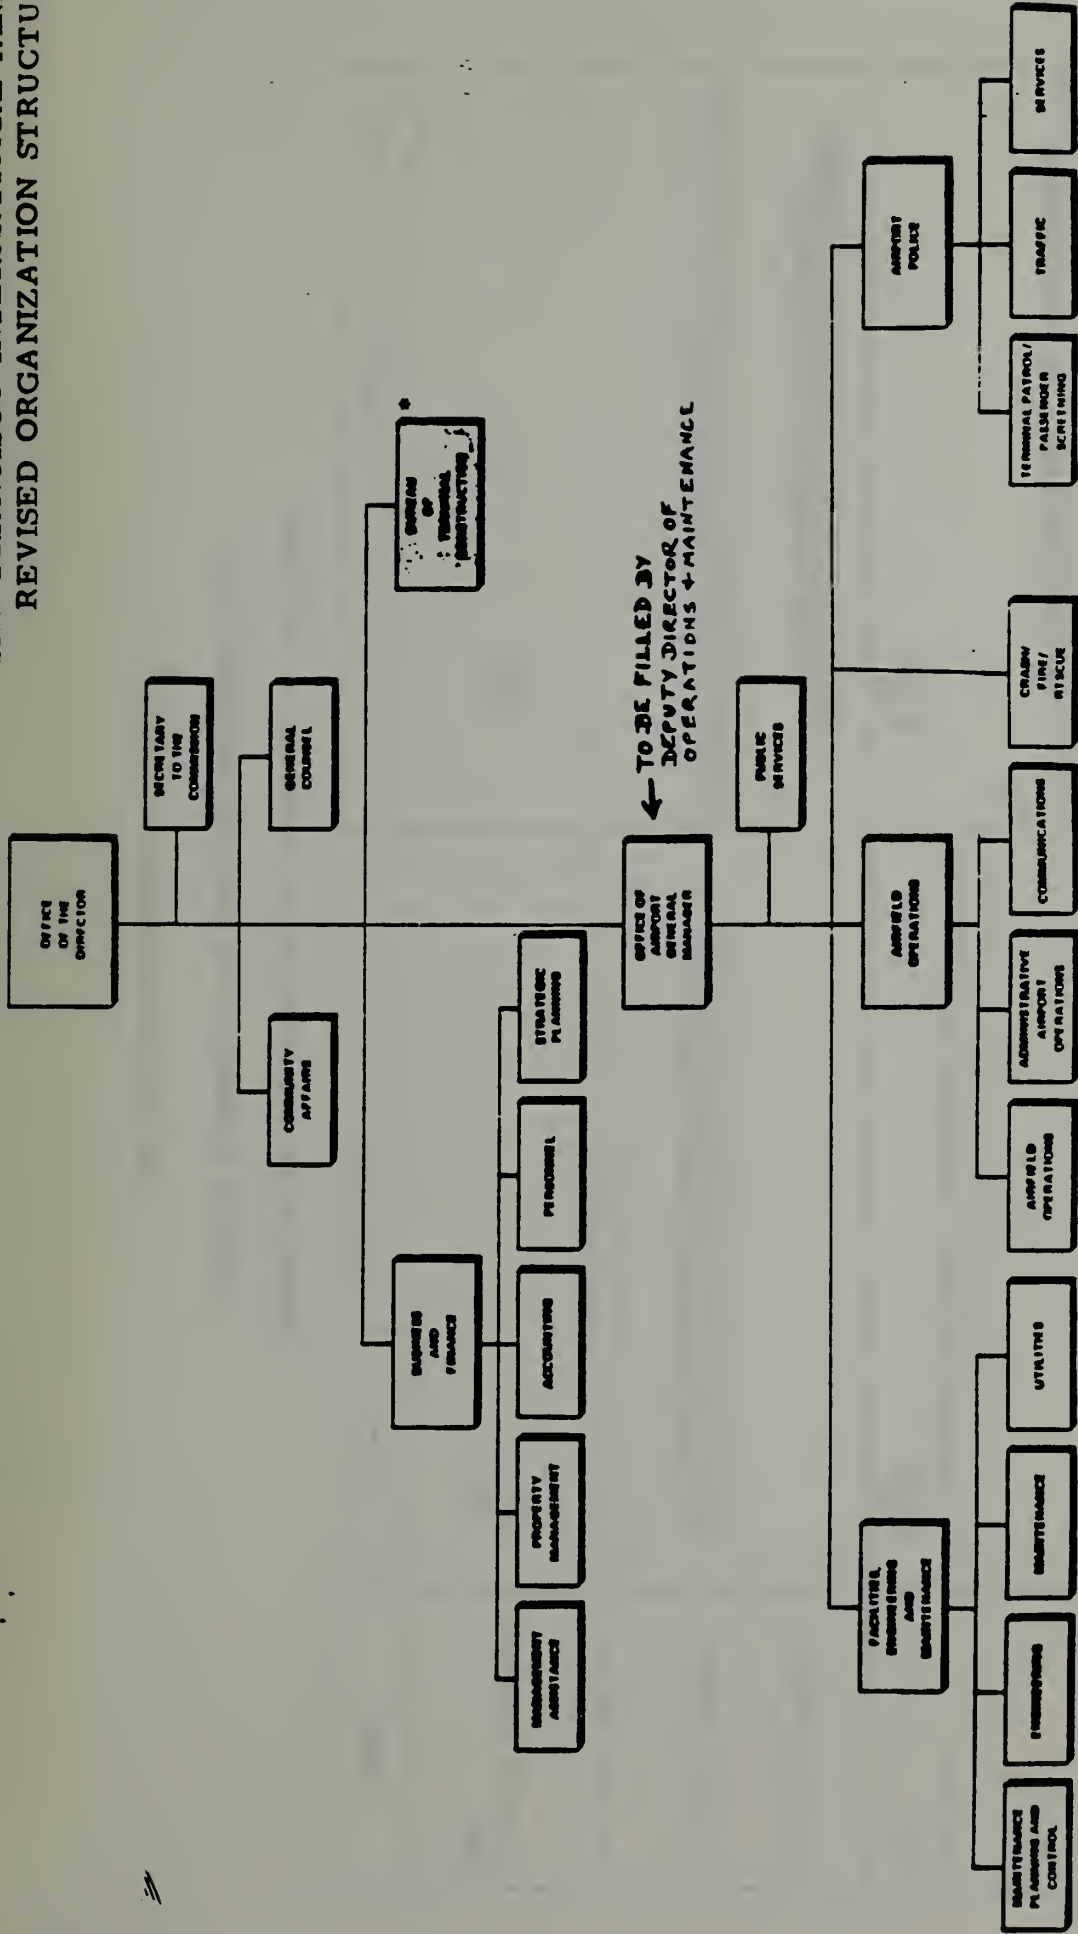 REVISED ORGANIZATION STRUCTU
OFFICE
OF THE
DIRECTOR
SECRETARY
TO THE
COMMISSION
COMMUNITY
AFFAIRS
GENERAL
COUNSEL
BUSINESS
AND
FINANCE
BUREAU
OF
TERMINAL
CONSTRUCTION
*
MANAGEMENT
ASSISTANCE
PROPERTY
MANAGEMENT
ACCOUNTING
PERSONNEL
STRATEGIC
PLANNING
OFFICE OF
AIRPORT
GENERAL
MANAGER
← TO BE FILLED BY
DEPUTY DIRECTOR OF
OPERATIONS & MAINTENANCE
PUBLIC
SERVICES
FACILITIES,
ENGINEERING
AND
MAINTENANCE
AIRFIELD
OPERATIONS
AIRPORT
POLICE
MAINTENANCE
PLANNING AND
CONTROL
ENGINEERING
MAINTENANCE
UTILITIES
AIRFIELD
OPERATIONS
ADMINISTRATIVE
AIRPORT
OPERATIONS
COMMUNICATIONS
CRASH/
FIRE/
RESCUE
TERMINAL PATROL/
PASSENGER
SCREENING
TRAFFIC
SERVICES